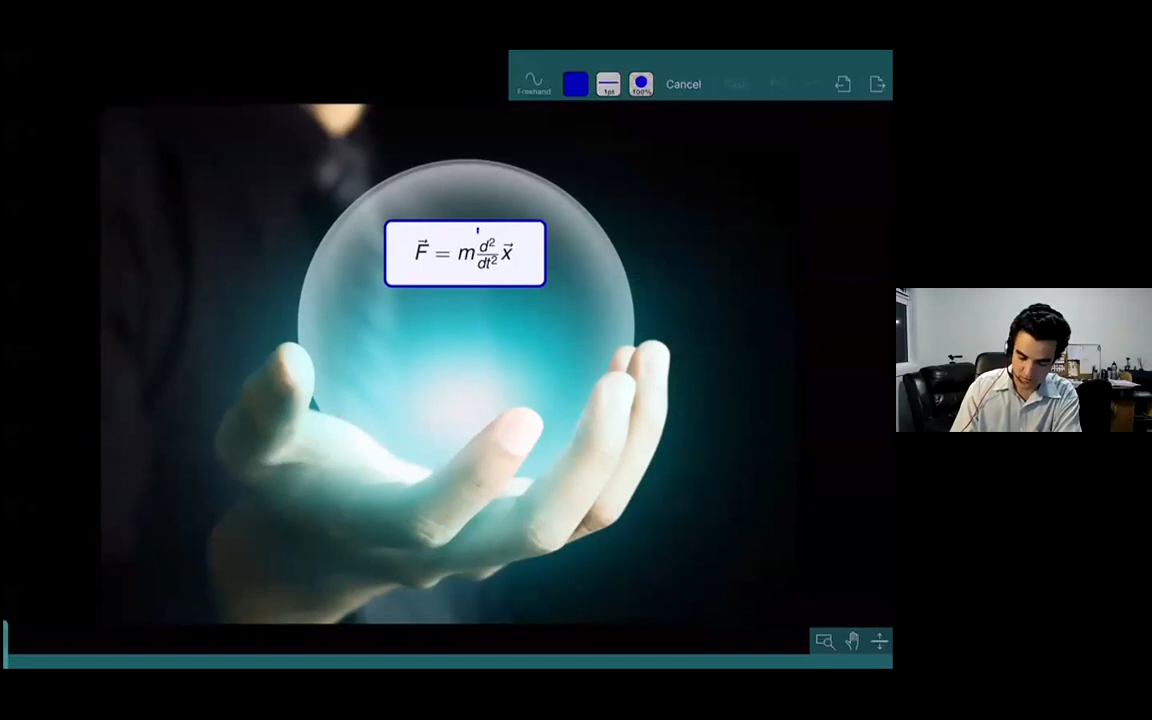 Freehand
1pt
100%
Cancel
F⃗ = m d²/dt² x⃗